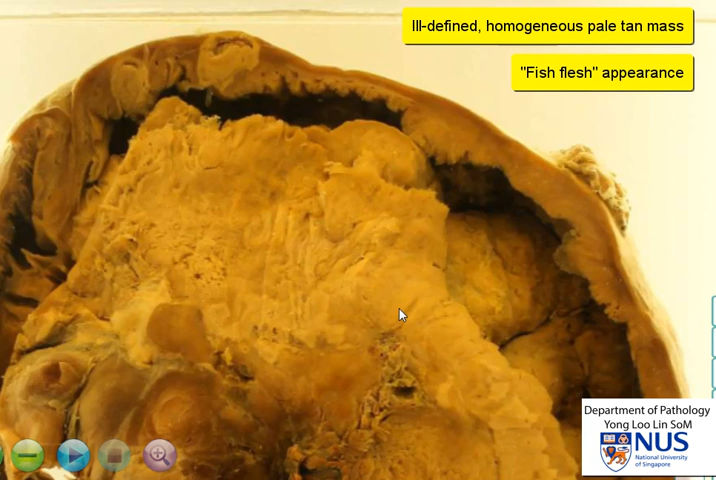 Ill-defined, homogeneous pale tan mass
"Fish flesh" appearance
Department of Pathology
Yong Loo Lin SoM
NUS
National University
of Singapore